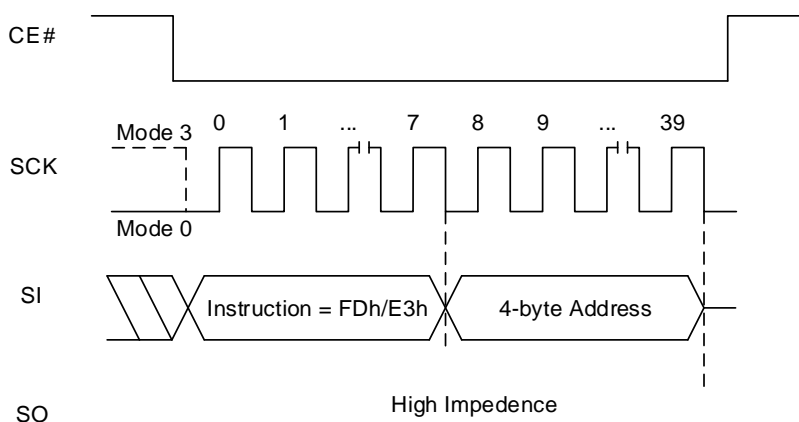 CE#
Mode 3
0 1 ... 7 8 9 ... 39
SCK
Mode 0
SI
Instruction = FDh/E3h
4-byte Address
High Impedence
SO